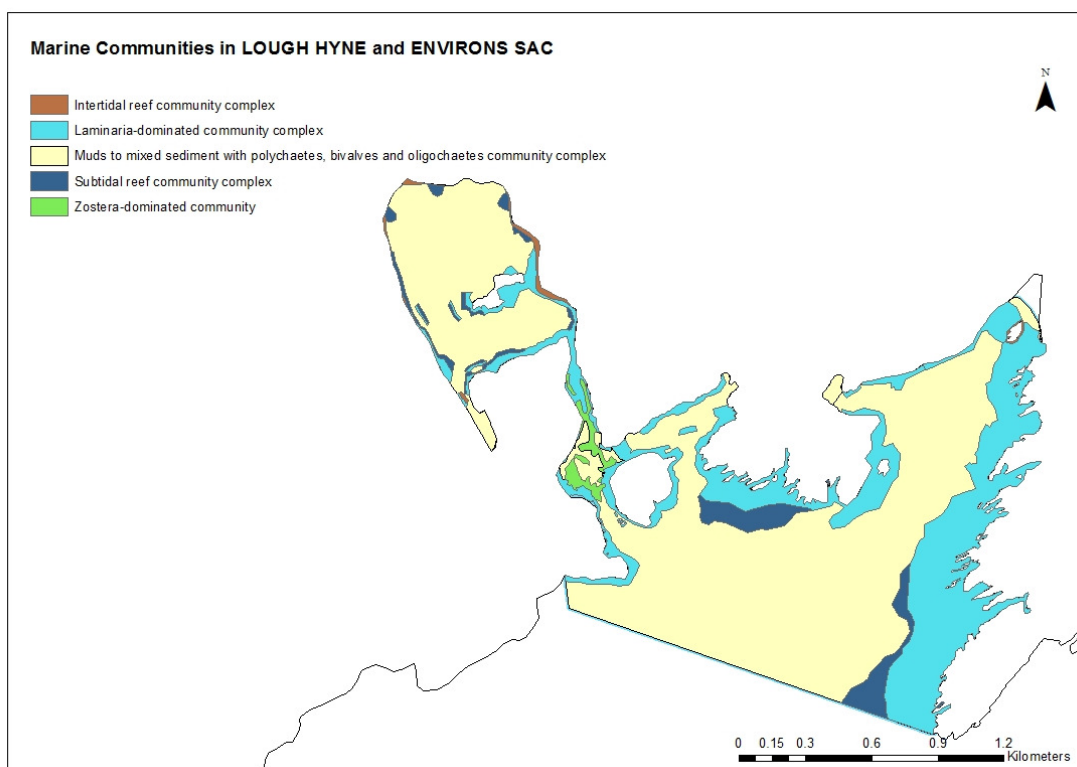 Marine Communities in LOUGH HYNE and ENVIRONS SAC
N
Intertidal reef community complex
Laminaria-dominated community complex
Muds to mixed sediment with polychaetes, bivalves and oligochaetes community complex
Subtidal reef community complex
Zostera-dominated community
0 0.15 0.3 0.6 0.9 1.2
Kilometers